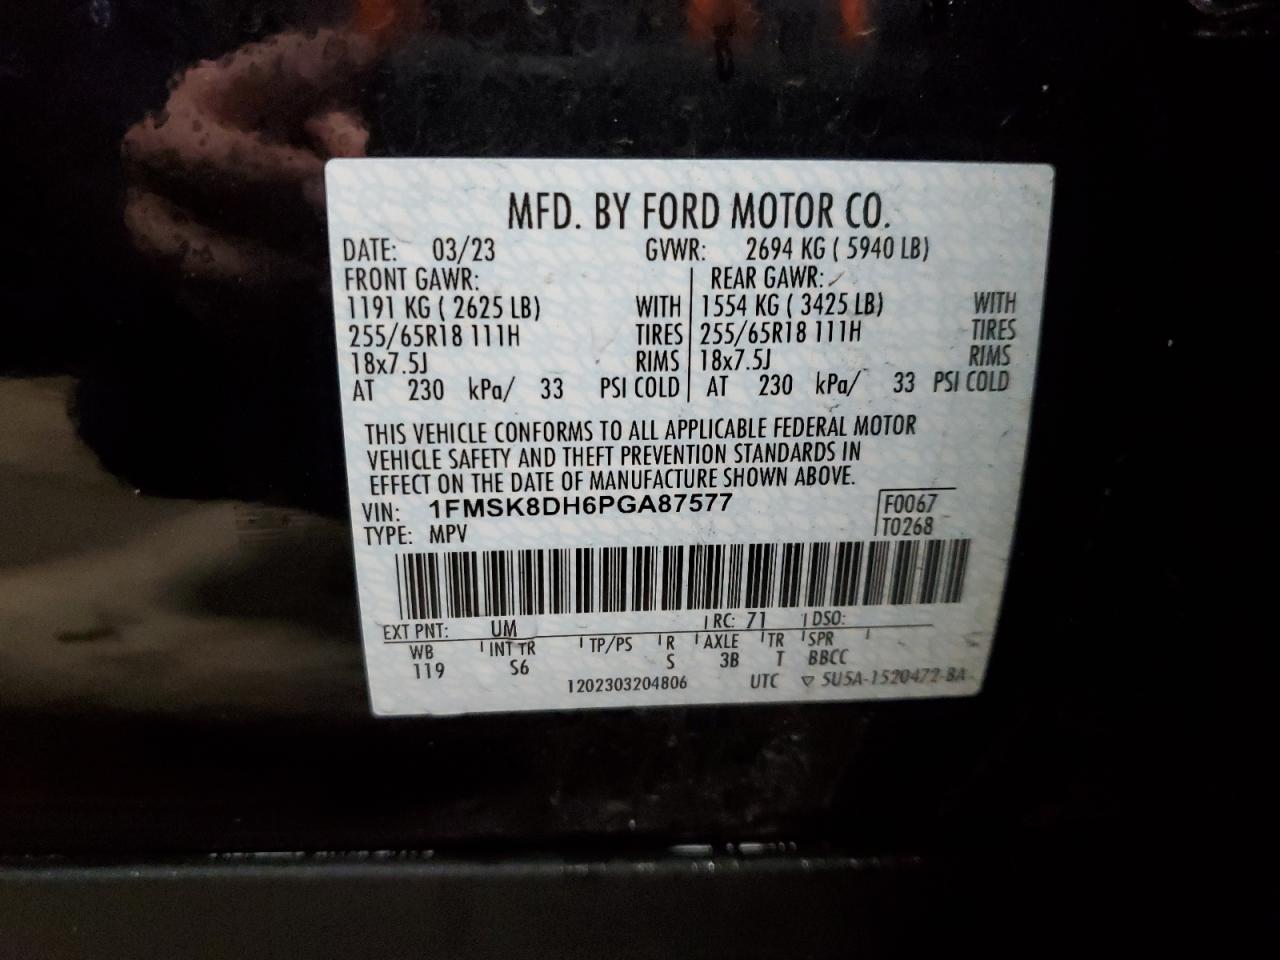 MFD. BY FORD MOTOR CO.
DATE: 03/23 GVWR: 2694 KG ( 5940 LB)
FRONT GAWR: REAR GAWR:
1191 KG ( 2625 LB) WITH 1554 KG ( 3425 LB) WITH
255/65R18 111H TIRES 255/65R18 111H TIRES
18x7.5J RIMS 18x7.5J RIMS
AT 230 kPa/ 33 PSI COLD AT 230 kPa/ 33 PSI COLD
THIS VEHICLE CONFORMS TO ALL APPLICABLE FEDERAL MOTOR
VEHICLE SAFETY AND THEFT PREVENTION STANDARDS IN
EFFECT ON THE DATE OF MANUFACTURE SHOWN ABOVE.
VIN: 1FMSK8DH6PGA87577 F0067
TYPE: MPV T0268
EXT PNT: UM RC: 71 DSO:
WB INT TR TP/PS R AXLE TR SPR
119 S6 S 3B T BBCC
1202303204806 UTC ▽ 5U5A-1520472-BA